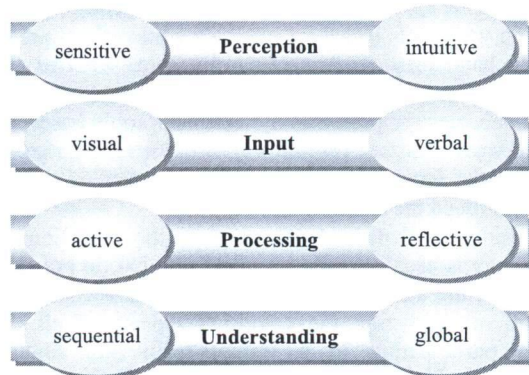 sensitive Perception intuitive
visual Input verbal
active Processing reflective
sequential Understanding global